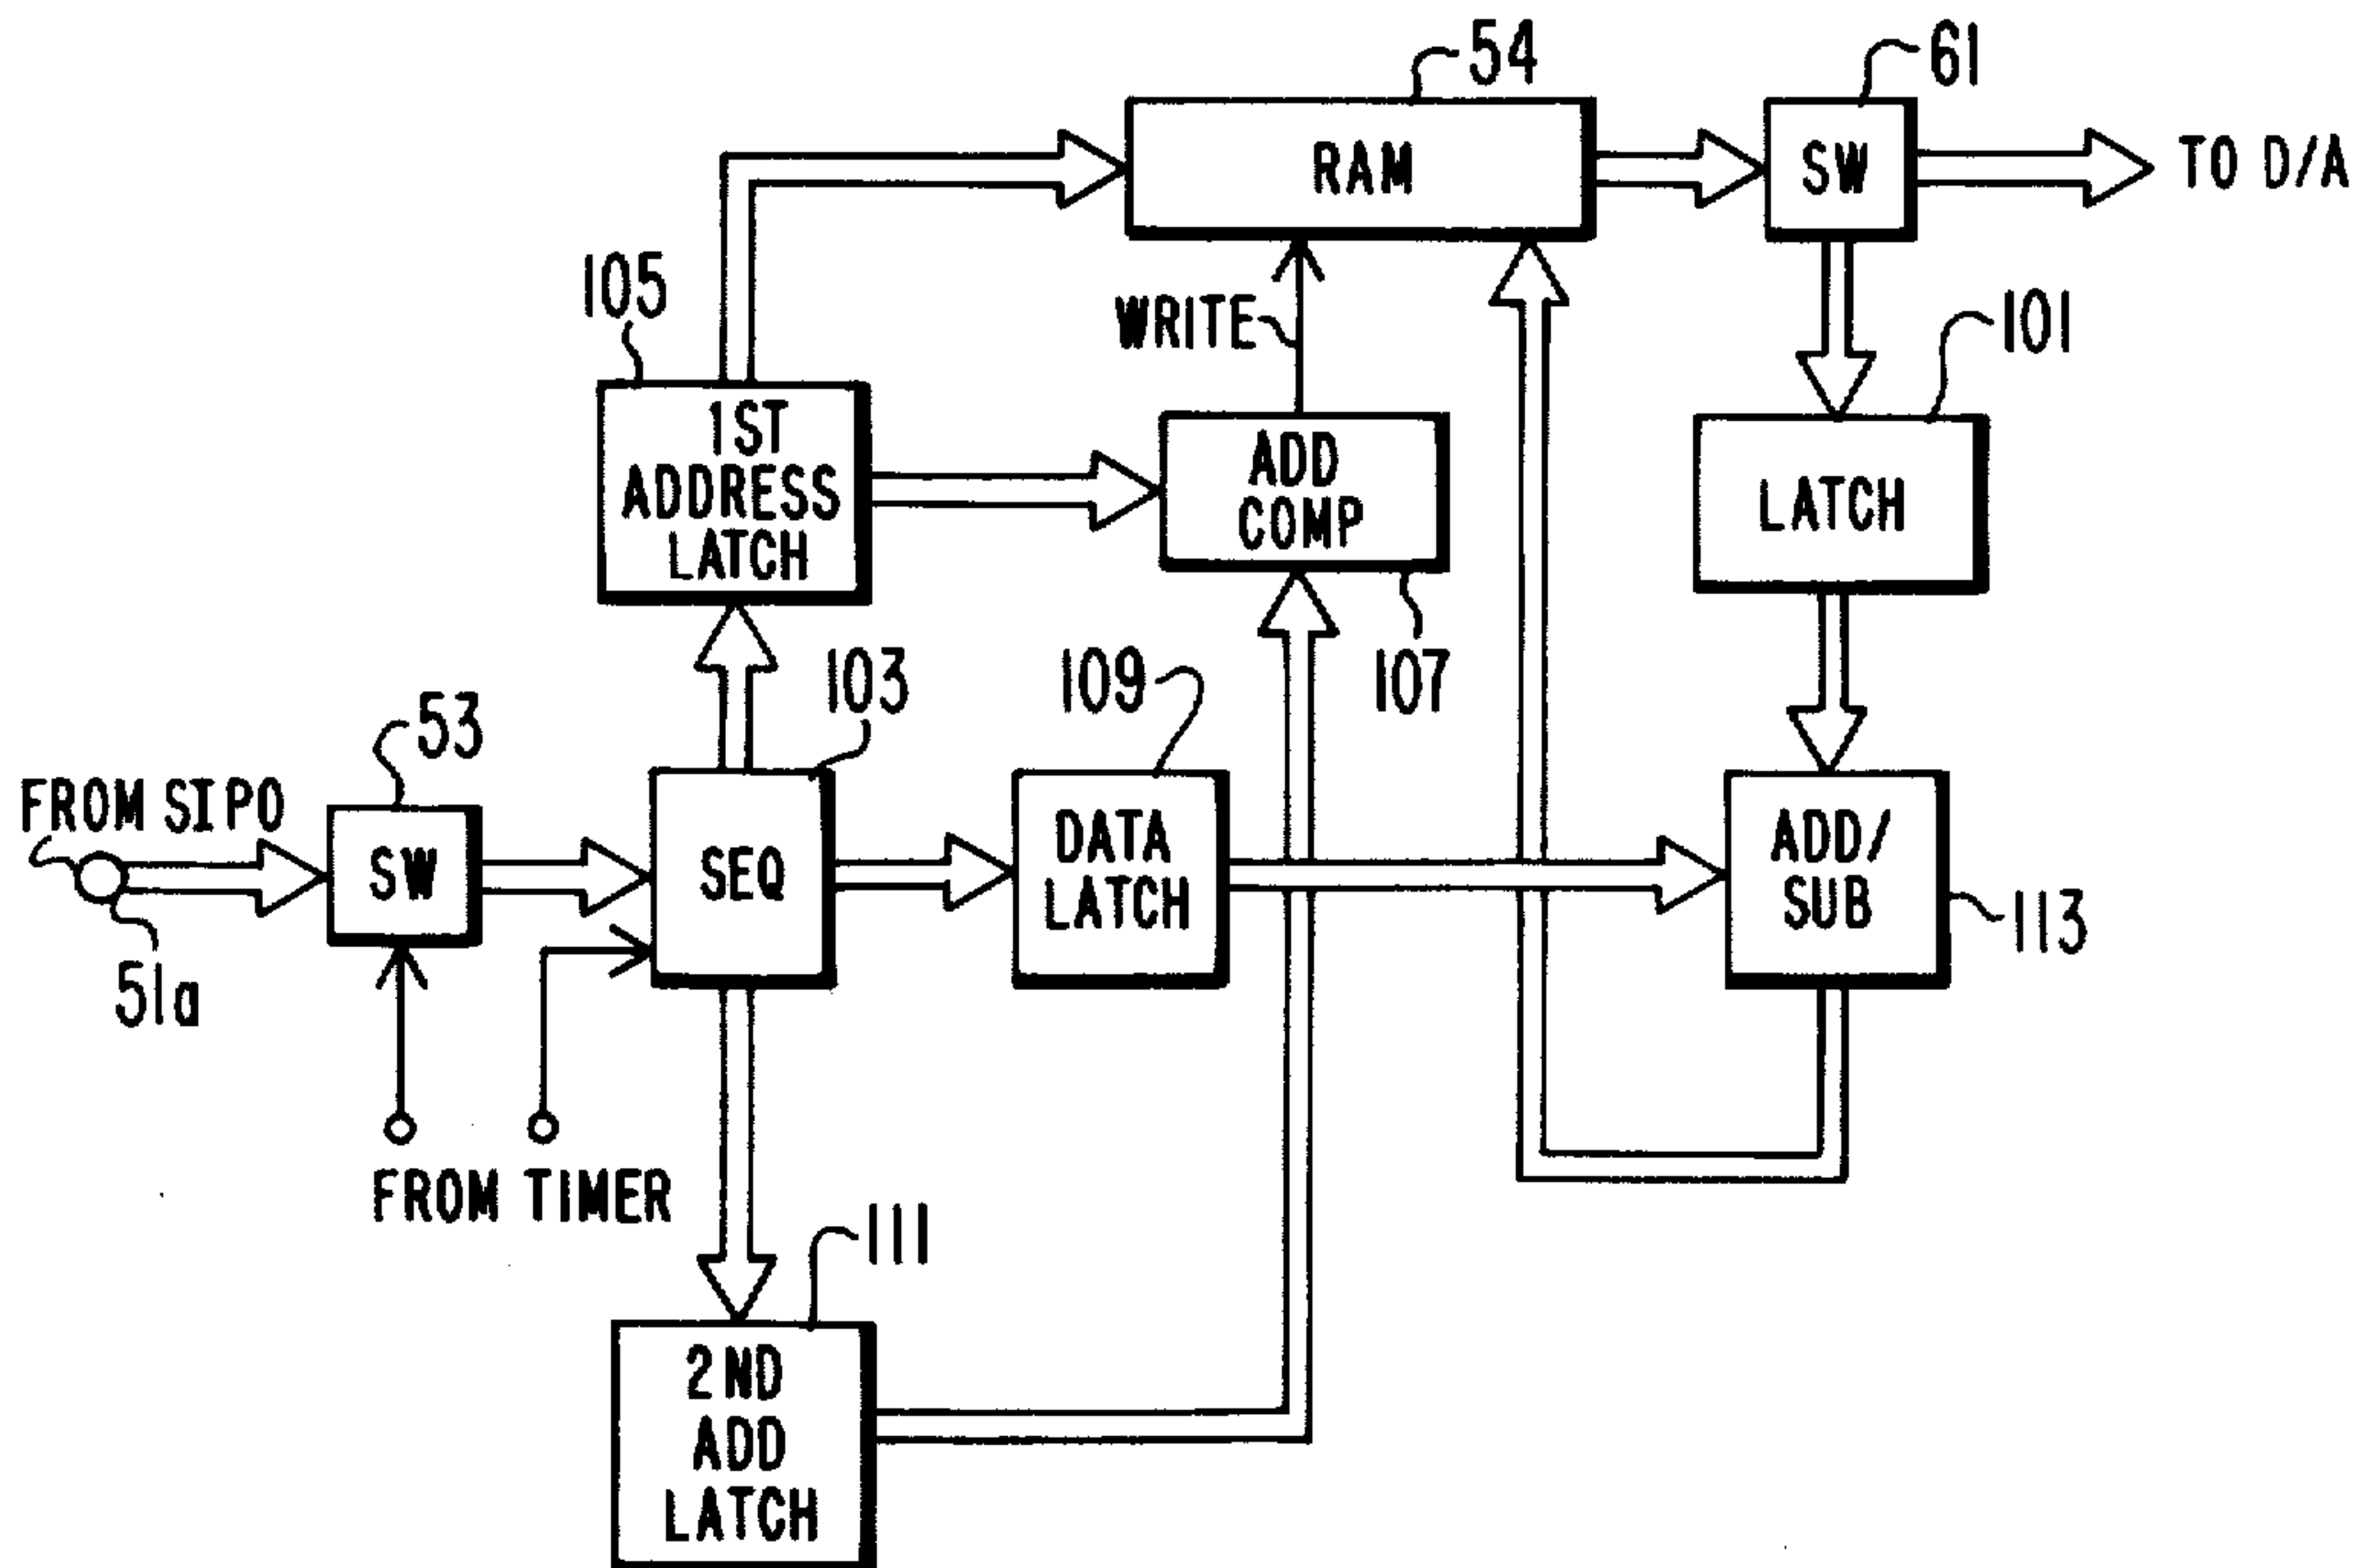 54
61
RAM
SW
TO D/A
105
WRITE
101
1ST
ADDRESS
LATCH
ADD
COMP
LATCH
53
103
109
107
FROM SIPO
SW
SEQ
DATA
LATCH
ADD/
SUB
113
51a
FROM TIMER
111
2ND
ADD
LATCH